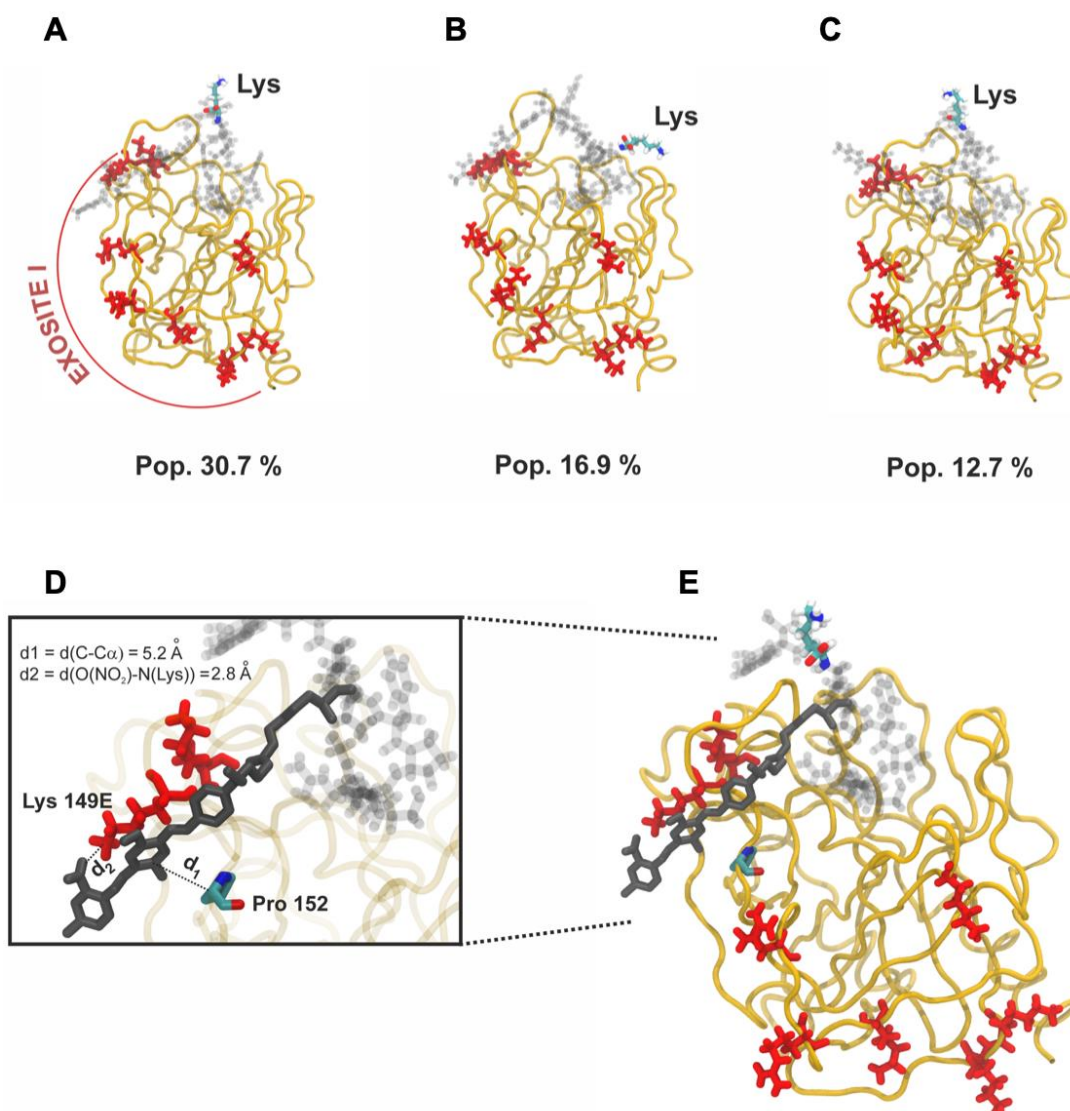 A
B
C
Lys
Lys
Lys
EXOSITE I
Pop. 30.7 %
Pop. 16.9 %
Pop. 12.7 %
D
E
d1 = d(C-Cα) = 5.2 Å
d2 = d(O(NO₂)-N(Lys)) =2.8 Å
Lys 149E
d₂
d₁
Pro 152